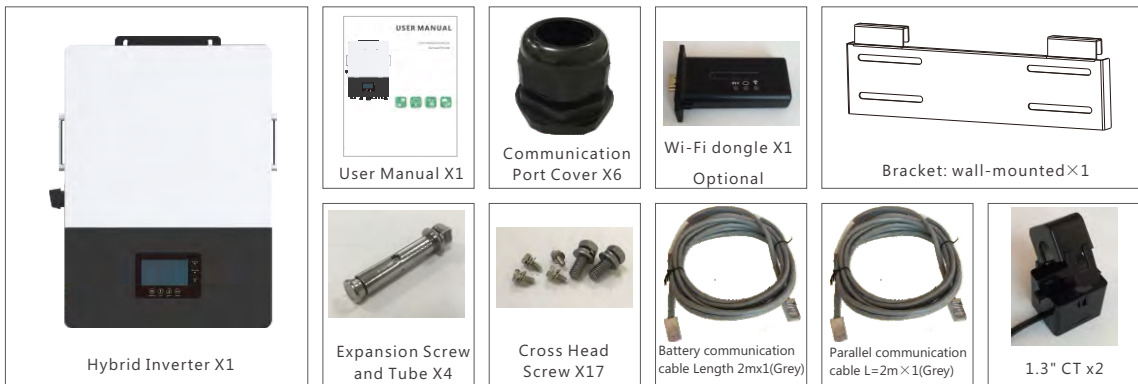 Hybrid Inverter X1
USER MANUAL
User Manual X1
Communication
Port Cover X6
Wi-Fi dongle X1
Optional
Bracket: wall-mounted×1
Expansion Screw
and Tube X4
Cross Head
Screw X17
Battery communication
cable Length 2mx1(Grey)
Parallel communication
cable L=2m×1(Grey)
1.3" CT x2